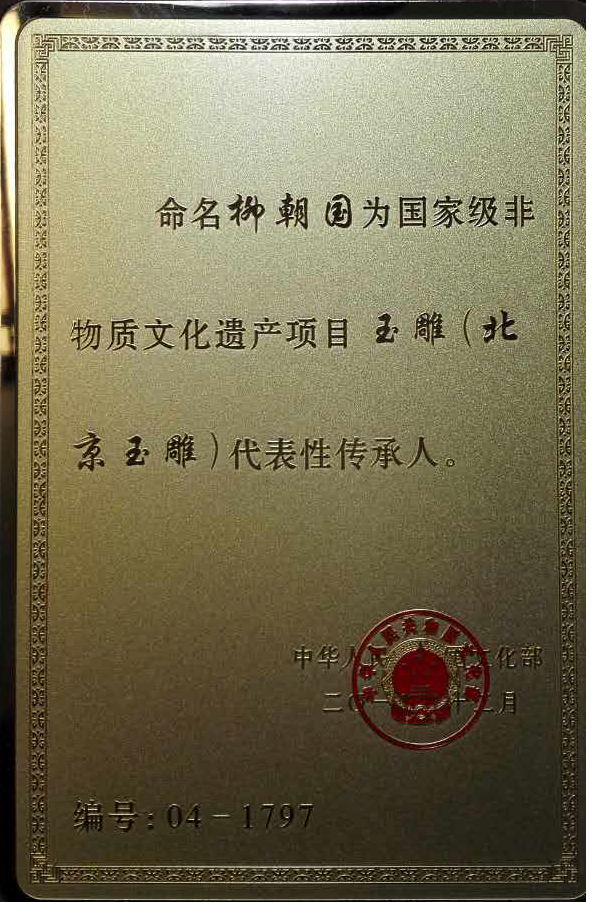 命名柳朝国为国家级非
物质文化遗产项目玉雕（北
京玉雕）代表性传承人。
中华人 化部
二〇一 十二月
编号：04－1797